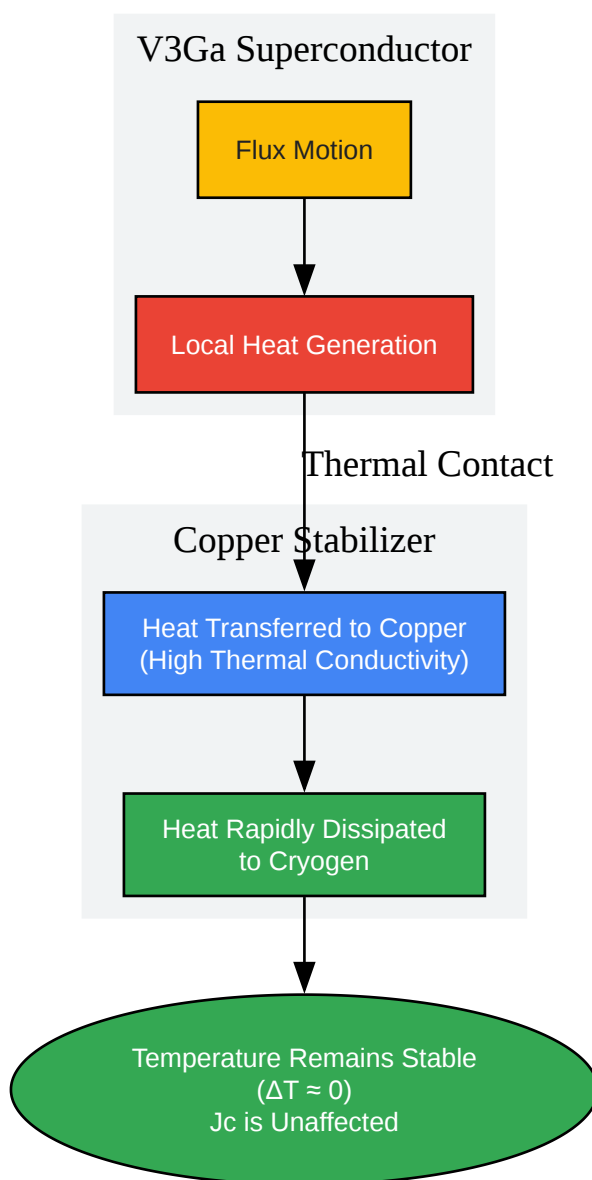 V3Ga Superconductor
Flux Motion
Local Heat Generation
Thermal Contact
Copper Stabilizer
Heat Transferred to Copper
(High Thermal Conductivity)
Heat Rapidly Dissipated
to Cryogen
Temperature Remains Stable
(ΔT ≈ 0)
Jc is Unaffected